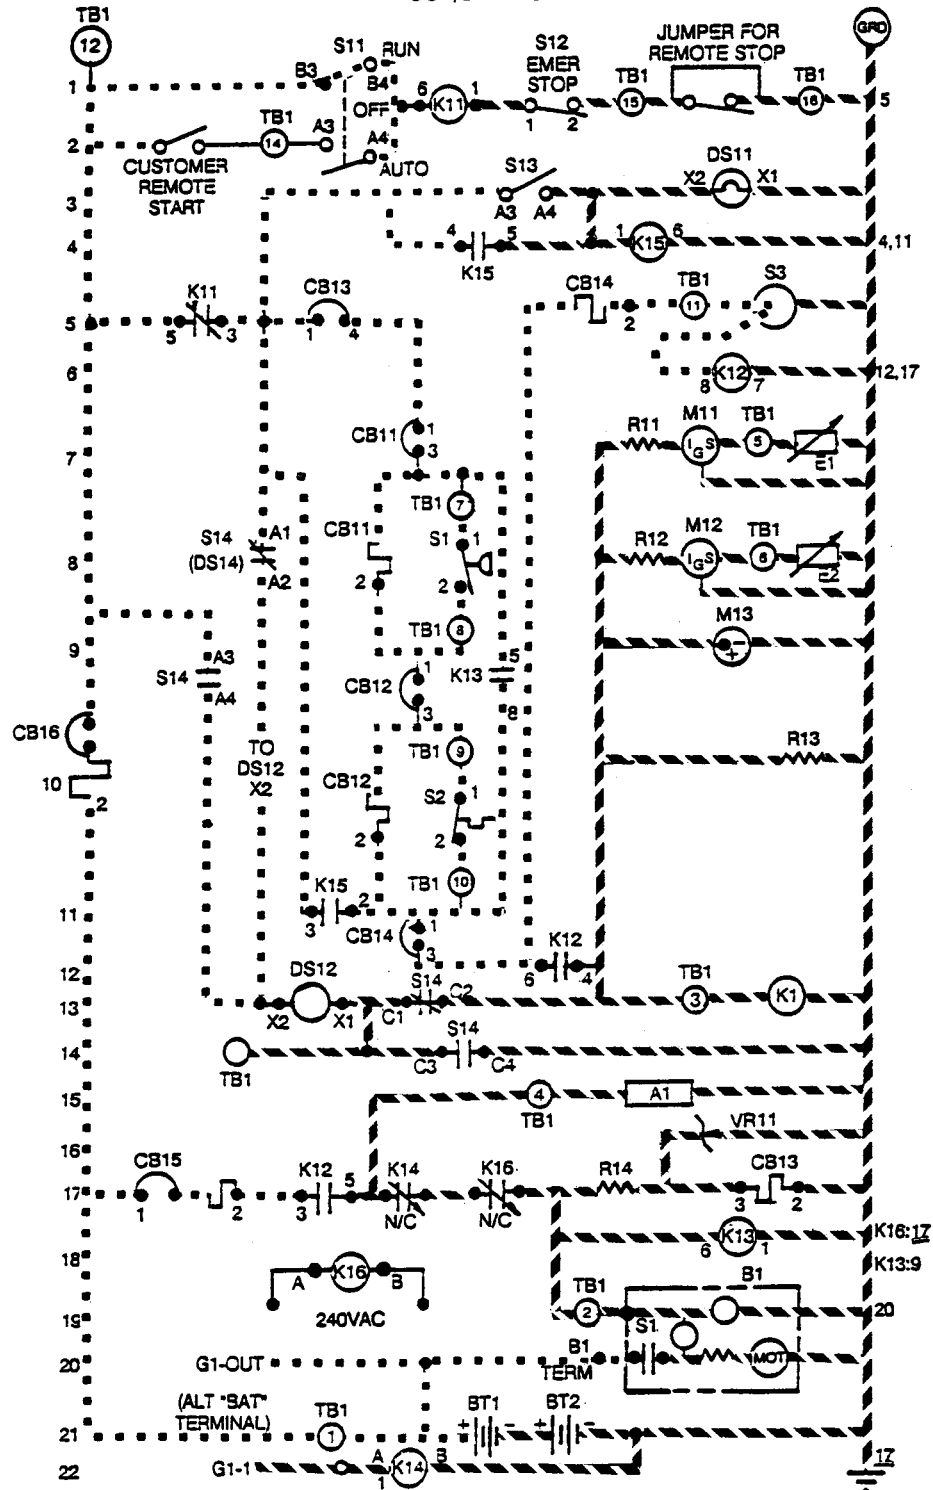 TB1
12
GRD
S11
RUN
S12
EMER
STOP
JUMPER FOR
REMOTE STOP
B3
B4
TB1
TB1
1
OFF
6
K11
1
1
2
15
16
5
2
TB1
14
A3
A4
AUTO
CUSTOMER
REMOTE
START
S13
DS11
X2
X1
3
A3
A4
4
4
5
K15
1
K15
6
4,11
K11
CB13
CB14
TB1
S3
2
11
5
5
3
1
4
6
8
K12
7
12,17
CB11
1
3
R11
M11
TB1
I G S
5
E1
7
TB1
7
S14
(DS14)
A1
A2
CB11
2
S1
1
2
R12
M12
TB1
I G S
6
E2
8
TB1
8
M13
+
-
9
S14
A3
A4
CB12
1
3
K13
5
8
CB16
TO
DS12
X2
TB1
9
R13
10
2
CB12
2
S2
1
2
TB1
10
11
K15
3
2
CB14
1
3
K12
6
4
12
DS12
S14
TB1
13
X2
X1
C1
C2
3
K1
14
TB1
S14
C3
C4
15
4
TB1
A1
16
VR11
CB15
K12
5
K14
K16
R14
CB13
17
1
2
3
N/C
N/C
3
2
6
K13
1
K16:17
18
A
K16
B
K13:9
240VAC
TB1
B1
19
2
20
S1
20
G1-OUT
B1
TERM
MOT
(ALT "BAT"
TERMINAL)
TB1
BT1
BT2
21
1
+
-
+
-
22
G1-1
A
1
K14
B
17